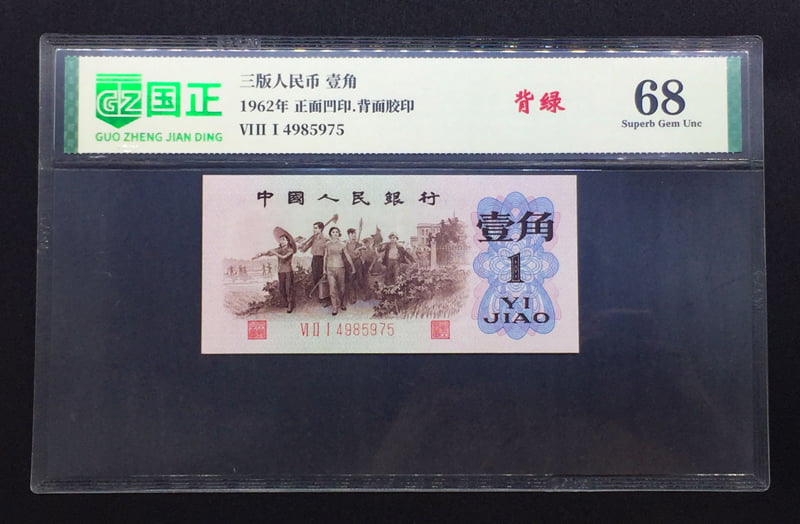 GZ 国正
GUO ZHENG JIAN DING
三版人民币 壹角
1962年 正面凹印.背面胶印
VIII I 4985975
背绿
68
Superb Gem Unc
中國人民銀行
壹角
1
YI
JIAO
VI II I 4985975